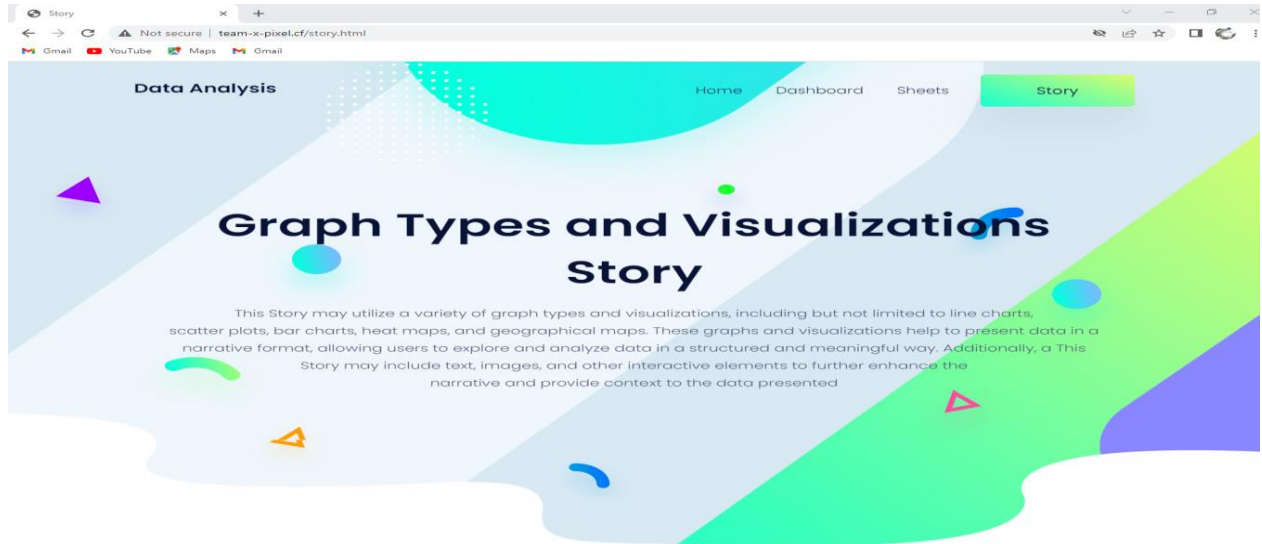 Story
Not secure | team-x-pixel.cf/story.html
Gmail YouTube Maps Gmail
Data Analysis Home Dashboard Sheets Story
Graph Types and Visualizations
Story
This Story may utilize a variety of graph types and visualizations, including but not limited to line charts,
scatter plots, bar charts, heat maps, and geographical maps. These graphs and visualizations help to present data in a
narrative format, allowing users to explore and analyze data in a structured and meaningful way. Additionally, a This
Story may include text, images, and other interactive elements to further enhance the
narrative and provide context to the data presented